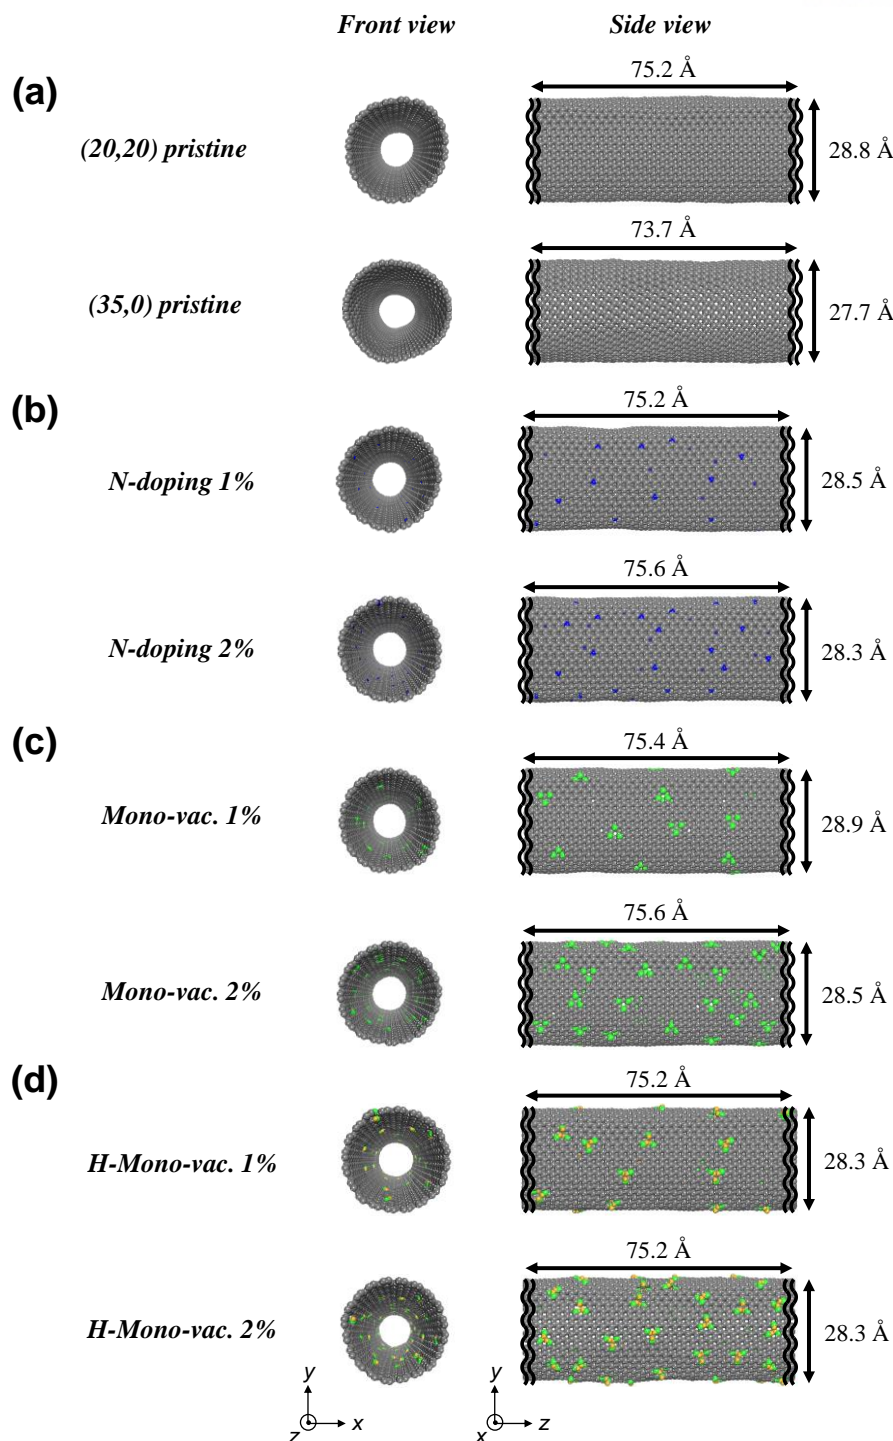 Front view Side view
75.2 Å
(a)
(20,20) pristine
28.8 Å
73.7 Å
(35,0) pristine
27.7 Å
(b)
75.2 Å
N-doping 1%
28.5 Å
75.6 Å
N-doping 2%
28.3 Å
(c)
75.4 Å
Mono-vac. 1%
28.9 Å
75.6 Å
Mono-vac. 2%
28.5 Å
(d)
75.2 Å
H-Mono-vac. 1%
28.3 Å
75.2 Å
H-Mono-vac. 2%
28.3 Å
y y
x z
z x